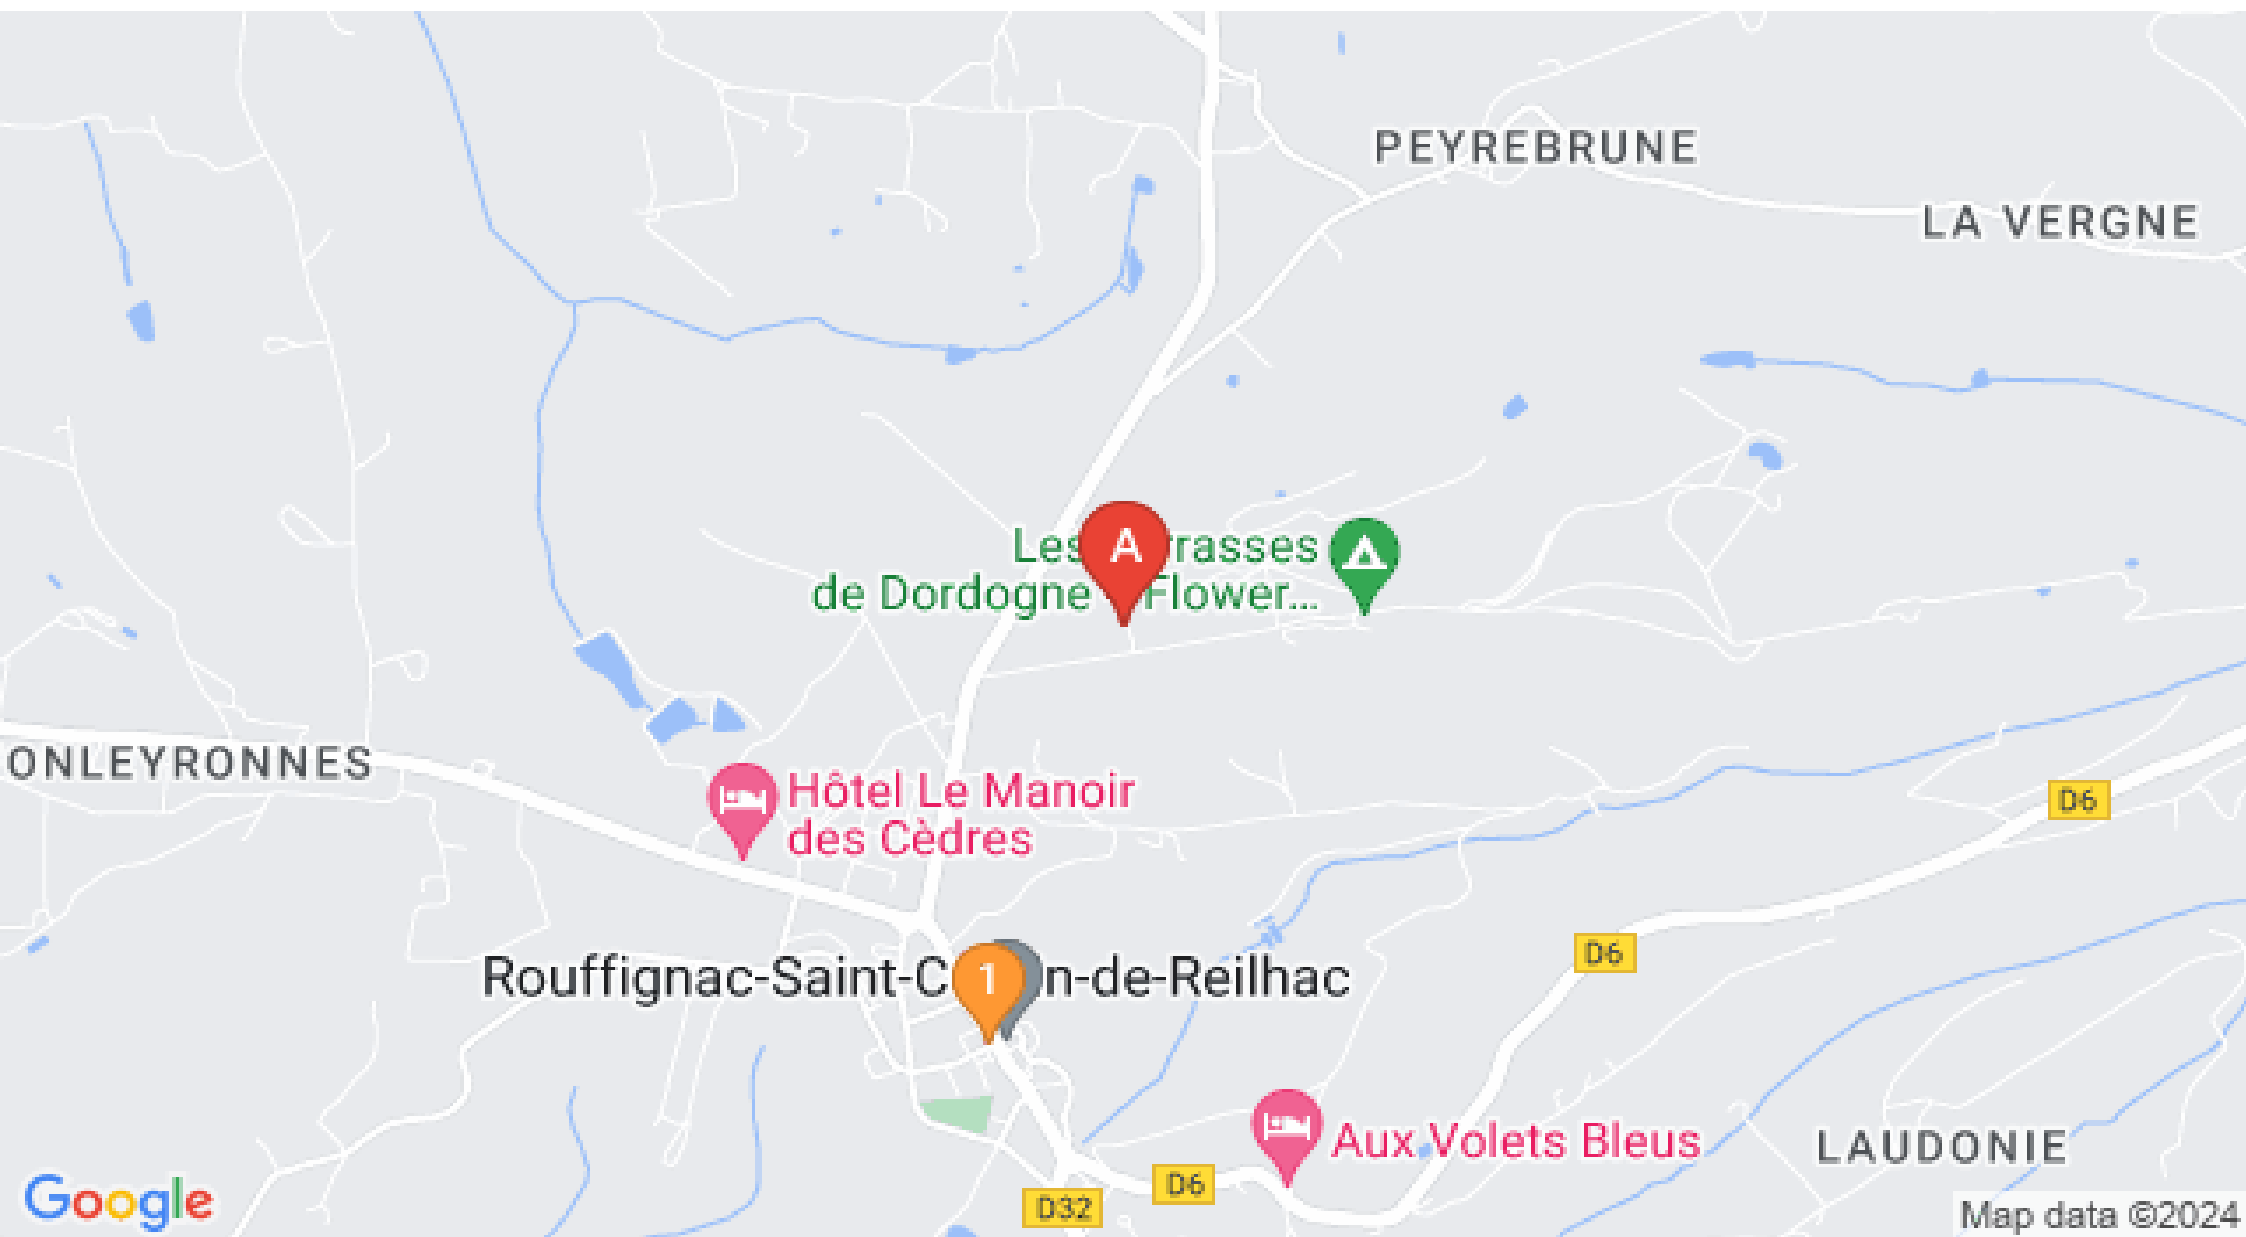 PEYREBRUNE
LA VERGNE
Les A rrasses
de Dordogne Flower...
ONLEYRONNES
Hôtel Le Manoir
des Cèdres
D6
D6
Rouffignac-Saint-C 1 n-de-Reilhac
Aux Volets Bleus
LAUDONIE
D6
D32
Google
Map data ©2024